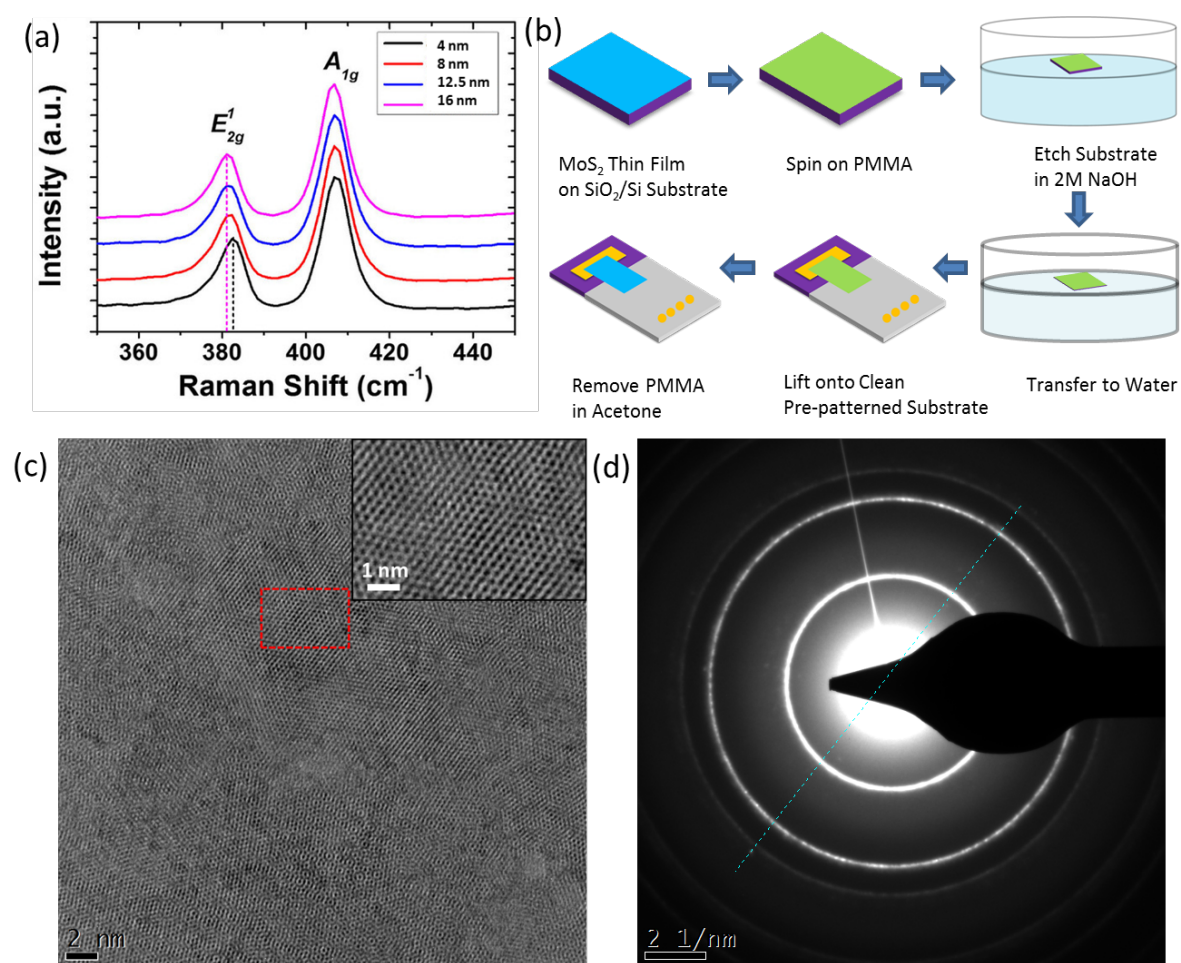 (a)
Intensity (a.u.)
E¹2g
A1g
4 nm
8 nm
12.5 nm
16 nm
360 380 400 420 440
Raman Shift (cm⁻¹)
(b)
MoS₂ Thin Film
on SiO₂/Si Substrate
Spin on PMMA
Etch Substrate
in 2M NaOH
Remove PMMA
in Acetone
Lift onto Clean
Pre-patterned Substrate
Transfer to Water
(c)
1 nm
2 nm
(d)
2 1/nm